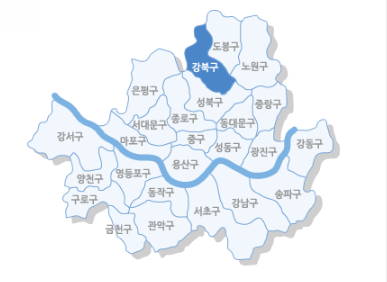 도봉구
강북구
노원구
은평구
성북구
중랑구
종로구
동대문구
서대문구
강서구
마포구
중구
성동구
광진구
강동구
용산구
양천구
영등포구
동작구
송파구
구로구
서초구
강남구
금천구
관악구